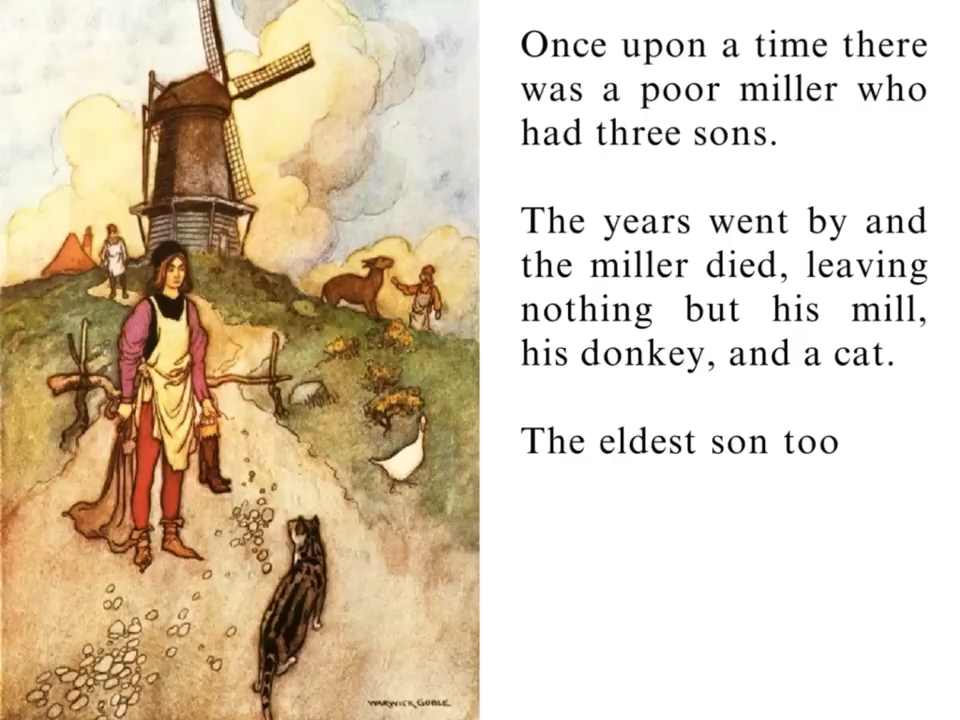 Once upon a time there
was a poor miller who
had three sons.
The years went by and
the miller died, leaving
nothing but his mill,
his donkey, and a cat.
The eldest son too
WARWICK GOBLE